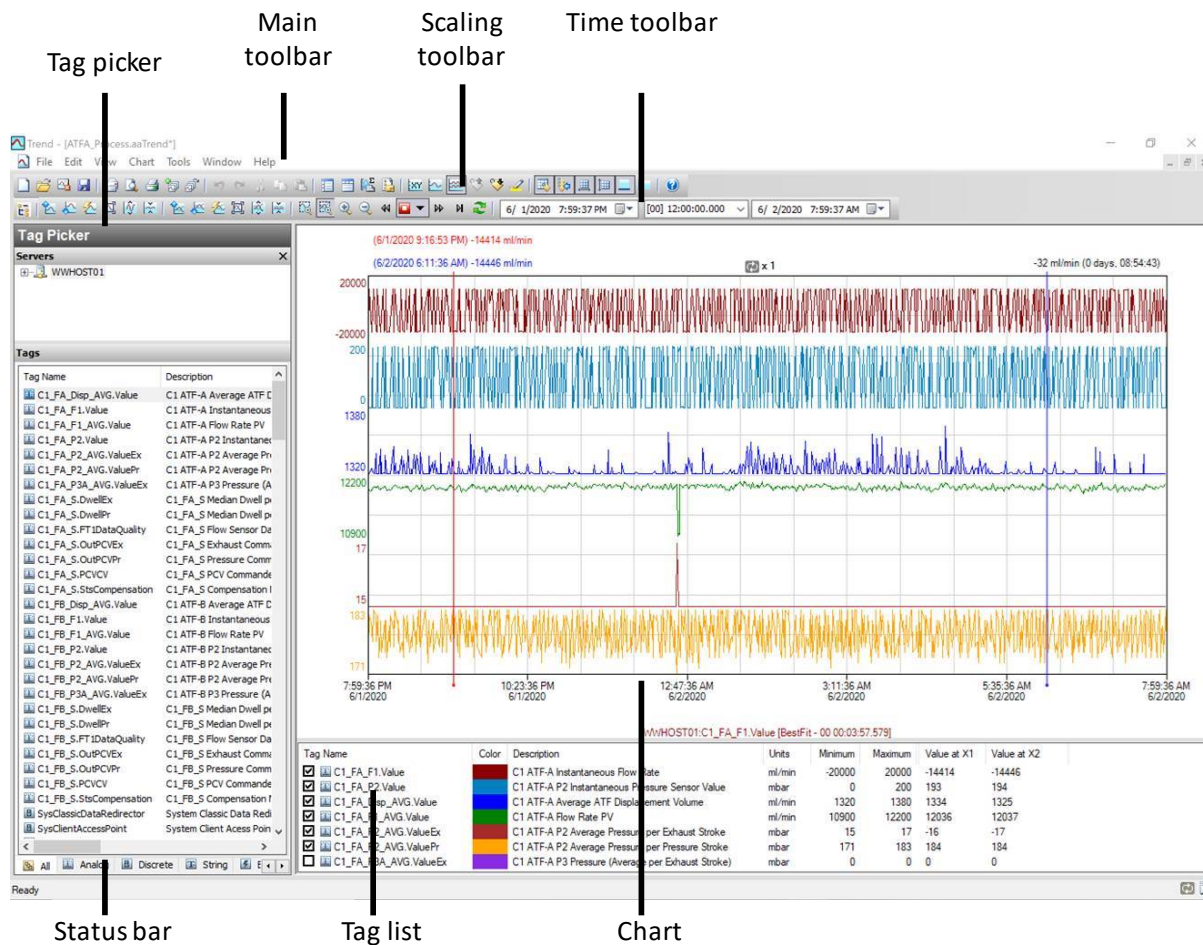 Main toolbar
Scaling toolbar
Time toolbar
Tag picker
Trend - [ATFA_Process.aaTrend*]
File Edit View Chart Tools Window Help
6/ 1/2020 7:59:37 PM [00] 12:00:00.000 6/ 2/2020 7:59:37 AM
Tag Picker
Servers
WWHOST01
Tags
Tag Name Description
C1_FA_Disp_AVG.Value C1 ATF-A Average ATF D
C1_FA_F1.Value C1 ATF-A Instantaneous
C1_FA_F1_AVG.Value C1 ATF-A Flow Rate PV
C1_FA_P2.Value C1 ATF-A P2 Instantaneo
C1_FA_P2_AVG.ValueEx C1 ATF-A P2 Average Pre
C1_FA_P2_AVG.ValuePr C1 ATF-A P2 Average Pre
C1_FA_P3A_AVG.ValueEx C1 ATF-A P3 Pressure (A
C1_FA_S.DwellEx C1_FA_S Median Dwell pe
C1_FA_S.DwellPr C1_FA_S Median Dwell pe
C1_FA_S.FT1DataQuality C1_FA_S Flow Sensor Da
C1_FA_S.OutPCVEx C1_FA_S Exhaust Comma
C1_FA_S.OutPCVPr C1_FA_S Pressure Comm
C1_FA_S.PCVCV C1_FA_S PCV Commande
C1_FA_S.StsCompensation C1_FA_S Compensation
C1_FB_Disp_AVG.Value C1 ATF-B Average ATF D
C1_FB_F1.Value C1 ATF-B Instantaneous
C1_FB_F1_AVG.Value C1 ATF-B Flow Rate PV
C1_FB_P2.Value C1 ATF-B P2 Instantaneo
C1_FB_P2_AVG.ValueEx C1 ATF-B P2 Average Pre
C1_FB_P2_AVG.ValuePr C1 ATF-B P2 Average Pre
C1_FB_P3A_AVG.ValueEx C1 ATF-B P3 Pressure (A
C1_FB_S.DwellEx C1_FB_S Median Dwell pe
C1_FB_S.DwellPr C1_FB_S Median Dwell pe
C1_FB_S.FT1DataQuality C1_FB_S Flow Sensor Da
C1_FB_S.OutPCVEx C1_FB_S Exhaust Comma
C1_FB_S.OutPCVPr C1_FB_S Pressure Comm
C1_FB_S.PCVCV C1_FB_S PCV Commande
C1_FB_S.StsCompensation C1_FB_S Compensation
SysClassicDataRedirector System Classic Data Redi
SysClientAccessPoint System Client Acess Poin
All Analog Discrete String E
Ready
(6/1/2020 9:16:53 PM) -14414 ml/min
(6/2/2020 6:11:36 AM) -14446 ml/min x 1 -32 ml/min (0 days, 08:54:43)
20000
-20000
200
0
1380
1320
12200
10900
17
15
183
171
7:59:36 PM 10:23:36 PM 12:47:36 AM 3:11:36 AM 5:35:36 AM 7:59:36 AM
6/1/2020 6/1/2020 6/2/2020 6/2/2020 6/2/2020 6/2/2020
WWHOST01:C1_FA_F1.Value [BestFit - 00 00:03:57.579]
Tag Name Color Description Units Minimum Maximum Value at X1 Value at X2
C1_FA_F1.Value C1 ATF-A Instantaneous Flow Rate ml/min -20000 20000 -14414 -14446
C1_FA_P2.Value C1 ATF-A P2 Instantaneous Pressure Sensor Value mbar 0 200 193 194
C1_FA_Disp_AVG.Value C1 ATF-A Average ATF Displacement Volume ml/min 1320 1380 1334 1325
C1_FA_F1_AVG.Value C1 ATF-A Flow Rate PV ml/min 10900 12200 12036 12037
C1_FA_P2_AVG.ValueEx C1 ATF-A P2 Average Pressure per Exhaust Stroke mbar 15 17 -16 -17
C1_FA_P2_AVG.ValuePr C1 ATF-A P2 Average Pressure per Pressure Stroke mbar 171 183 184 184
C1_FA_P3A_AVG.ValueEx C1 ATF-A P3 Pressure (Average per Exhaust Stroke) mbar 0 0 0 0
Status bar
Tag list
Chart